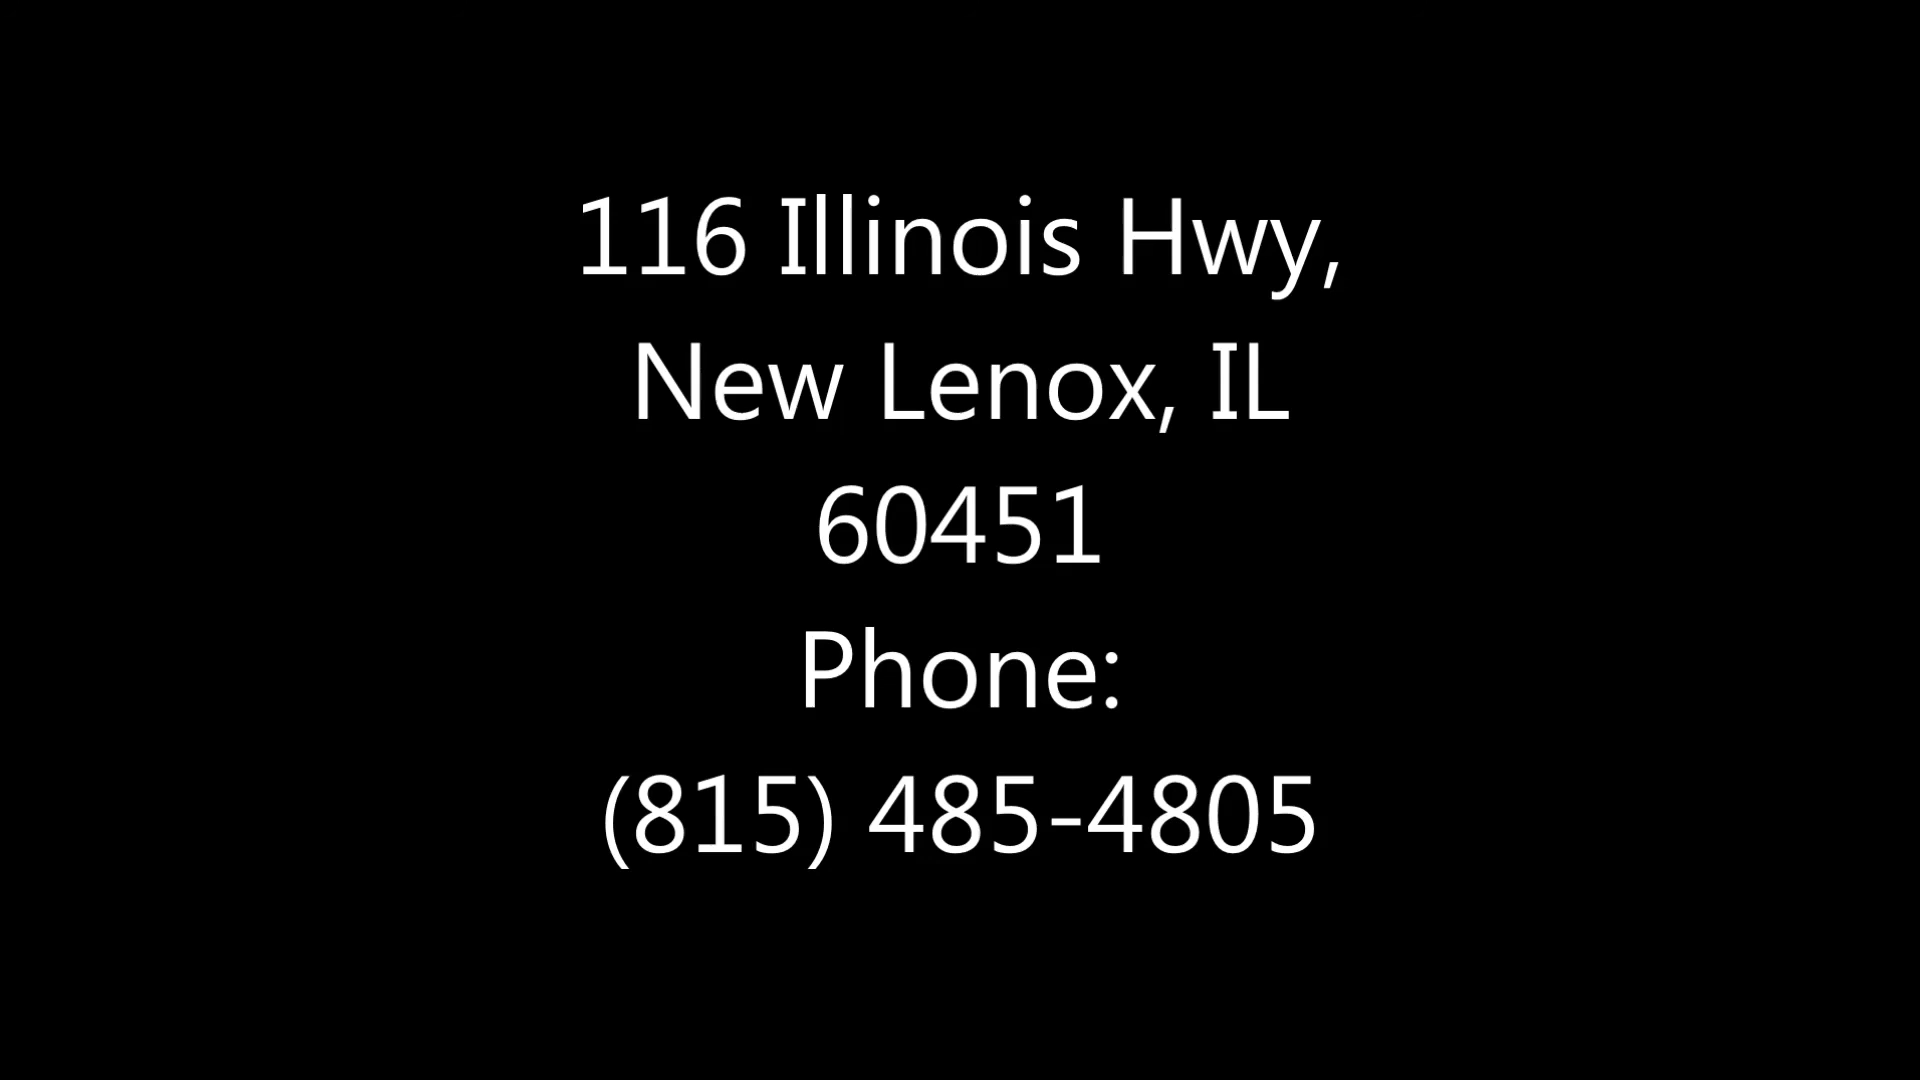 116 Illinois Hwy,
New Lenox, IL
60451
Phone:
(815) 485-4805